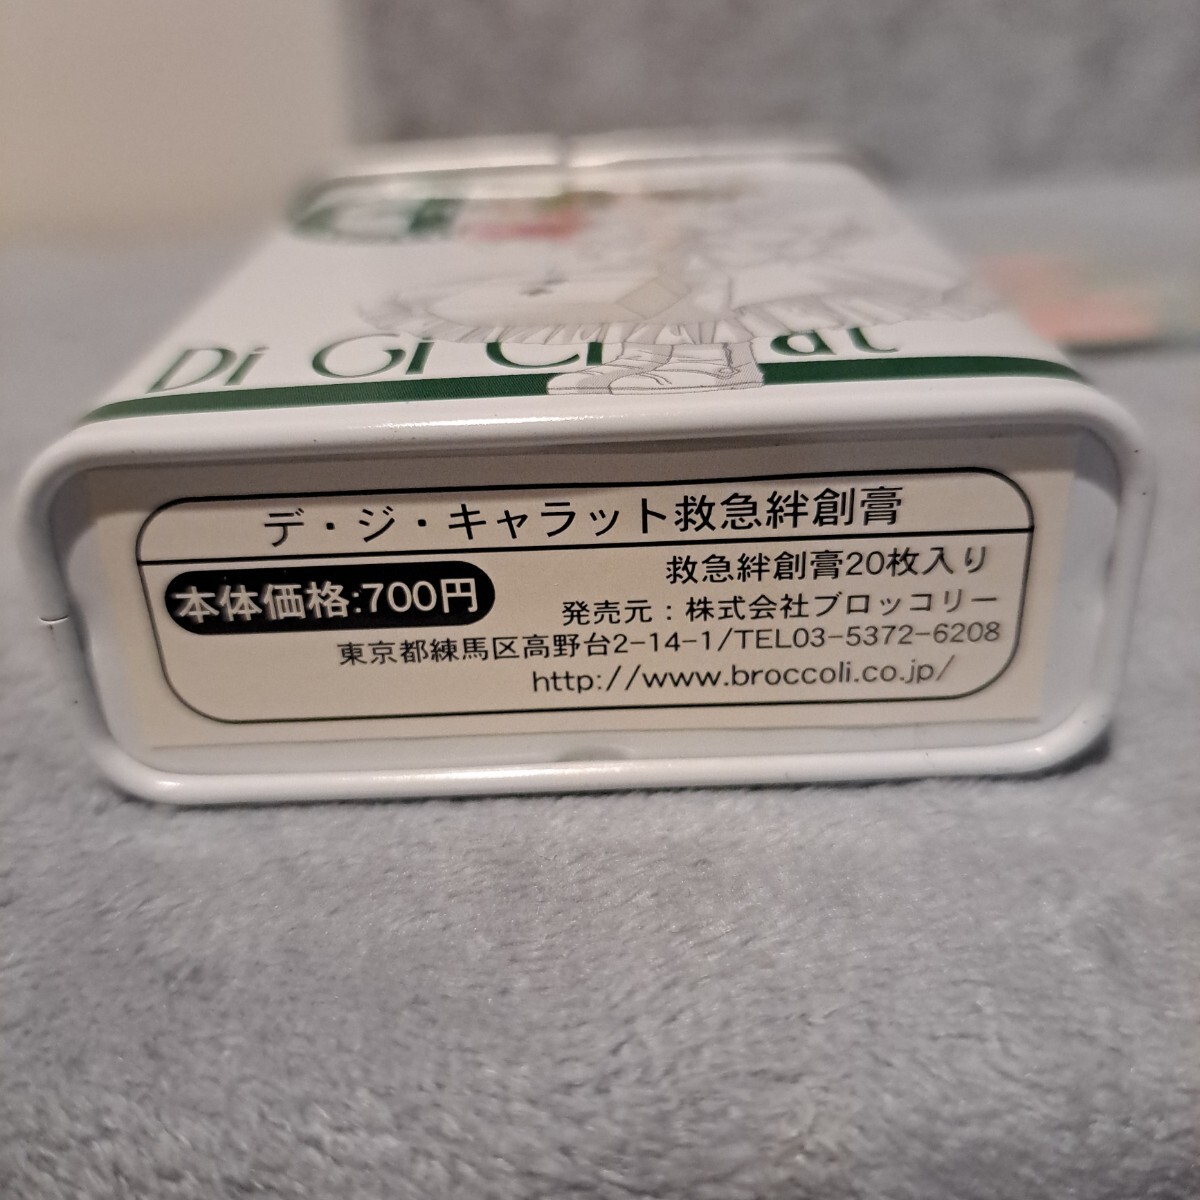 Di Gi C at
デ・ジ・キャラット救急絆創膏
本体価格:700円
救急絆創膏20枚入り
発売元：株式会社ブロッコリー
東京都練馬区高野台2-14-1/TEL03-5372-6208
http://www.broccoli.co.jp/